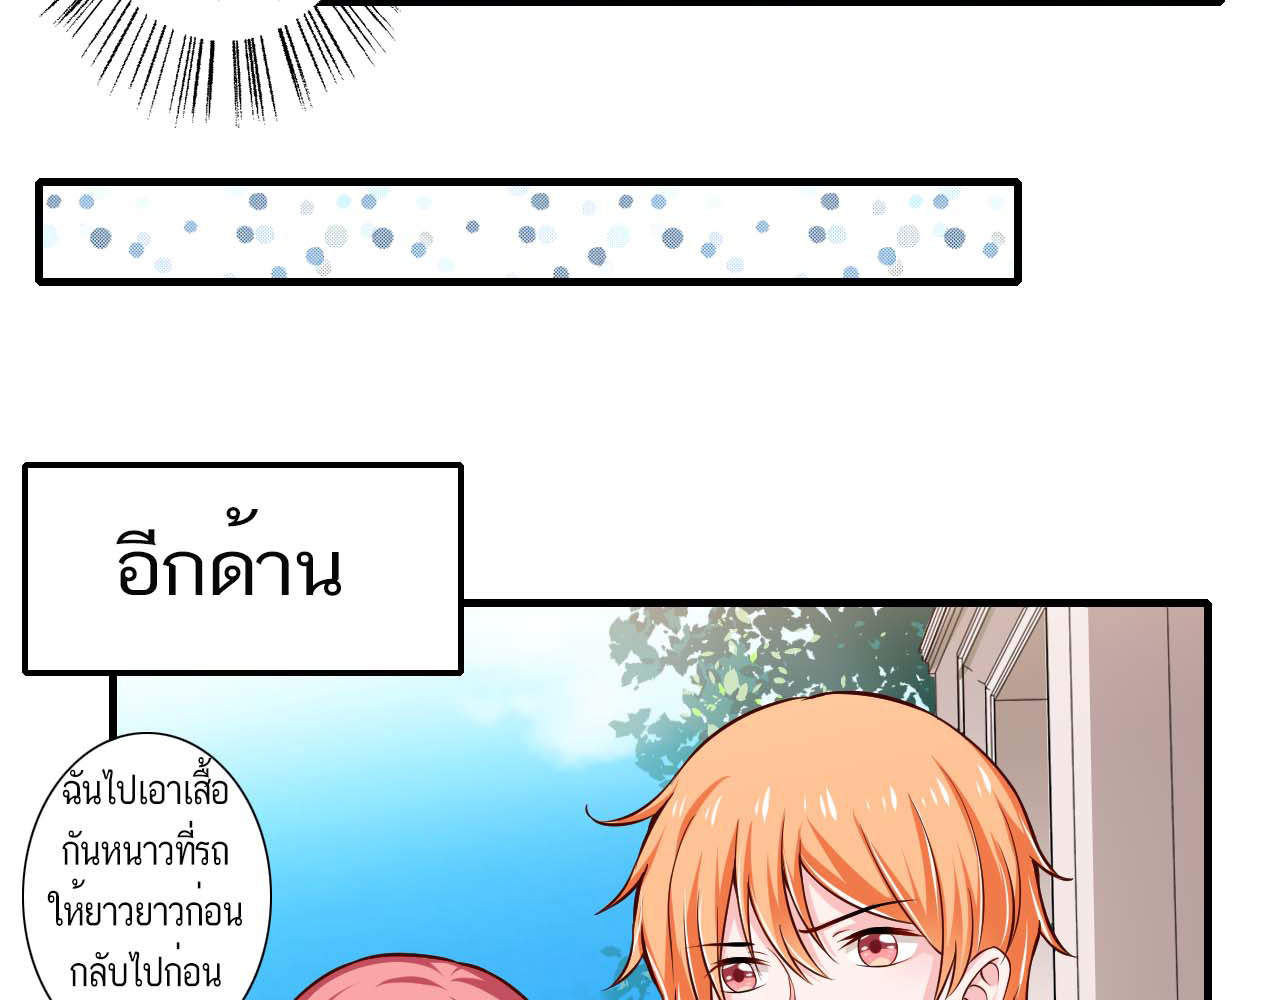 อีกด้าน
ฉันไปเอาเสื้อ
กันหนาวที่รถ
ให้ยาวยาวก่อน
กลับไปก่อน